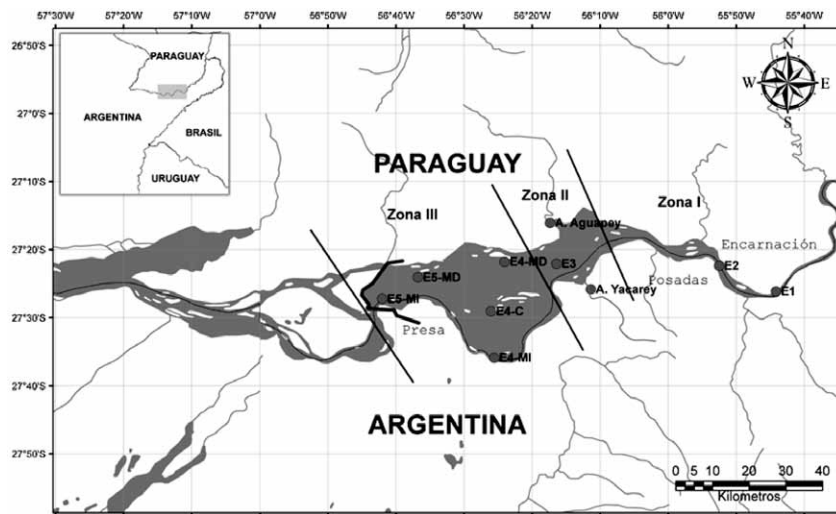 57°30'S 57°20'S 57°10'S 57°0'S 56°50'S 56°40'S 56°30'S 56°20'S 56°10'S 56°0'S 55°50'S 55°40'S
26°50'S
27°0'S
27°10'S
27°20'S
27°30'S
27°40'S
27°50'S
PARAGUAY
ARGENTINA
BRASIL
URUGUAY
N
W E
S
PARAGUAY
Zona III
Zona II
Zona I
A. Aguapey
Encarnación
E5-MD
E4-MD
E3
E2
Posadas
E5-MI
A. Yacarey
E1
E4-C
Presa
E4-MI
ARGENTINA
0 5 10 20 30 40
Kilometros